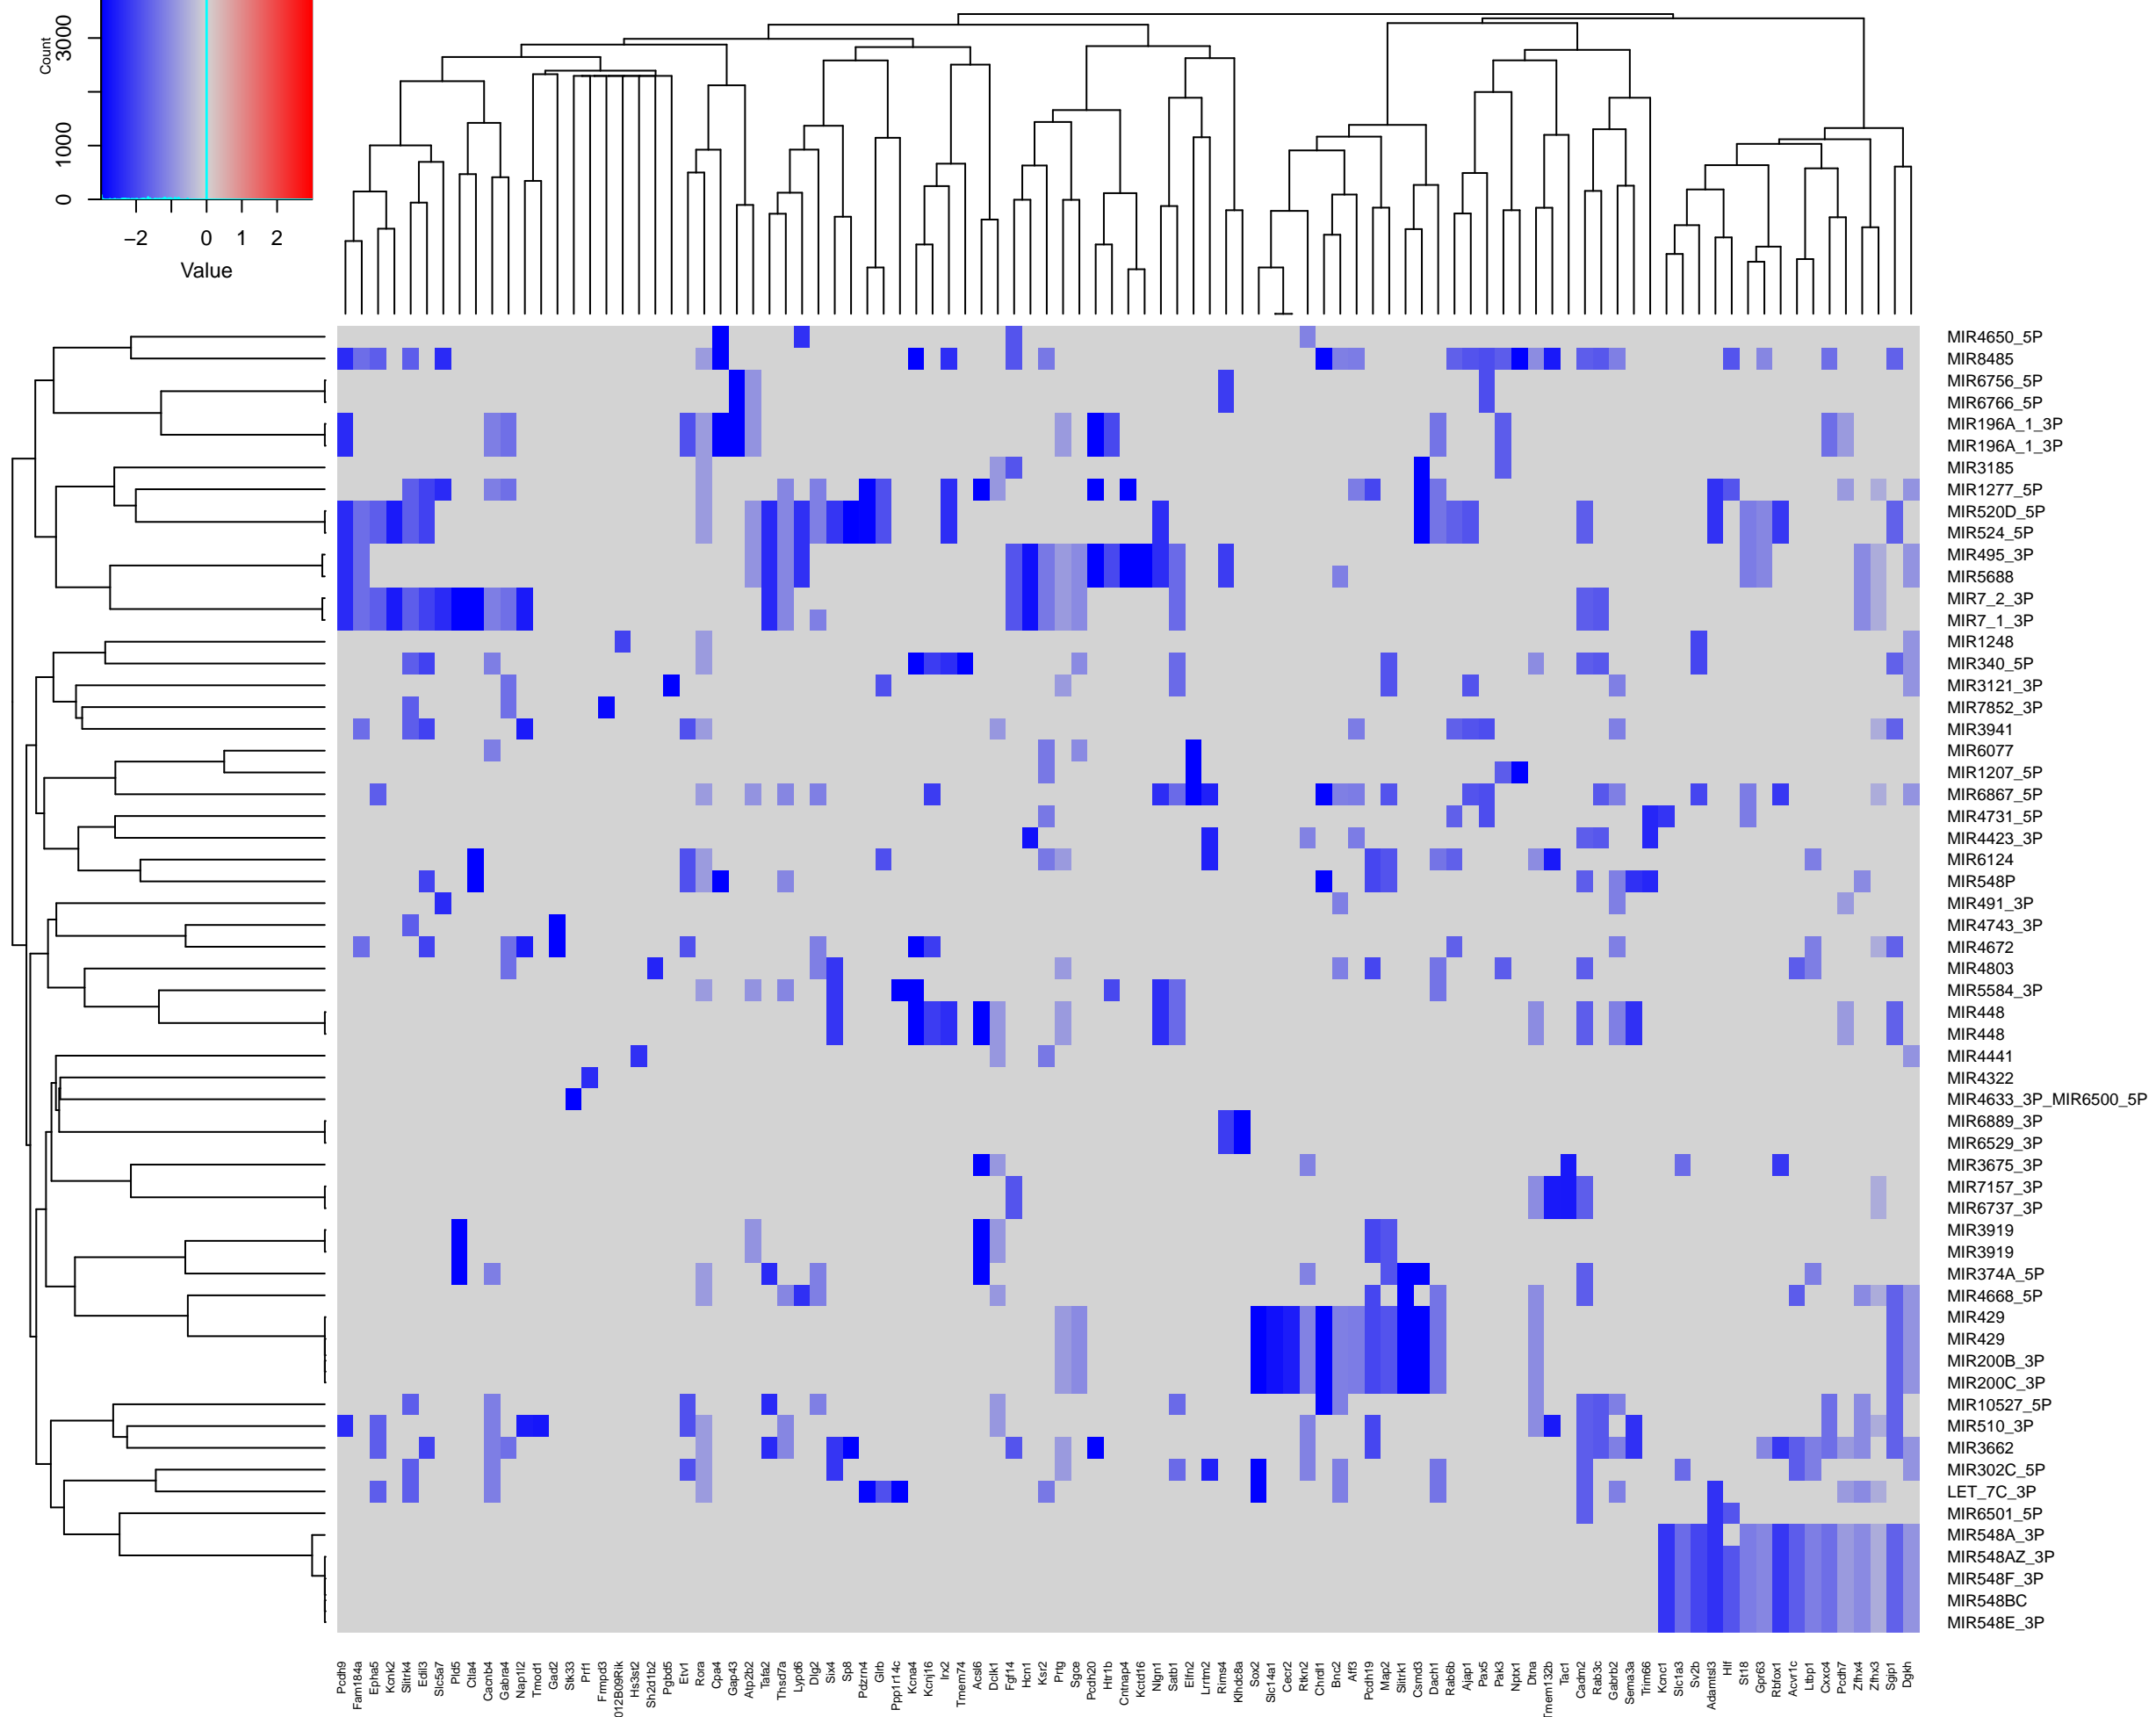 Count
3000
1000
0
−2 0 1 2
Value
MIR4650_5P
MIR8485
MIR6756_5P
MIR6766_5P
MIR196A_1_3P
MIR196A_1_3P
MIR3185
MIR1277_5P
MIR520D_5P
MIR524_5P
MIR495_3P
MIR5688
MIR7_2_3P
MIR7_1_3P
MIR1248
MIR340_5P
MIR3121_3P
MIR7852_3P
MIR3941
MIR6077
MIR1207_5P
MIR6867_5P
MIR4731_5P
MIR4423_3P
MIR6124
MIR548P
MIR491_3P
MIR4743_3P
MIR4672
MIR4803
MIR5584_3P
MIR448
MIR448
MIR4441
MIR4322
MIR4633_3P_MIR6500_5P
MIR6889_3P
MIR6529_3P
MIR3675_3P
MIR7157_3P
MIR6737_3P
MIR3919
MIR3919
MIR374A_5P
MIR4668_5P
MIR429
MIR429
MIR200B_3P
MIR200C_3P
MIR10527_5P
MIR510_3P
MIR3662
MIR302C_5P
LET_7C_3P
MIR6501_5P
MIR548A_3P
MIR548AZ_3P
MIR548F_3P
MIR548BC
MIR548E_3P
Pcdh9
Fam184a
Epha5
Kcnk2
Slitrk4
Edil3
Slc5a7
Pld5
Ctla4
Cacnb4
Gabra4
Nap1l2
Tmod1
Gad2
Stk33
Prf1
Frmpd3
012B09Rik
Hs3st2
Sh2d1b2
Pgbd5
Etv1
Rora
Cpa4
Gap43
Atp2b2
Tafa2
Thsd7a
Lypd6
Dlg2
Six4
Sp8
Pdzrn4
Glrb
Ppp1r14c
Kcna4
Kcnj16
Irx2
Tmem74
Acsl6
Dclk1
Fgf14
Hcn1
Ksr2
Prtg
Sgce
Pcdh20
Htr1b
Cntnap4
Kctd16
Nlgn1
Satb1
Elfn2
Lrrtm2
Rims4
Klhdc8a
Sox2
Slc14a1
Cecr2
Rtkn2
Chrdl1
Bnc2
Aff3
Pcdh19
Map2
Slitrk1
Csmd3
Dach1
Rab6b
Ajap1
Pax5
Pak3
Nptx1
Dtna
Tmem132b
Tac1
Cadm2
Rab3c
Gabrb2
Sema3a
Trim66
Kcnc1
Slc1a3
Sv2b
Adamtsl3
Hlf
St18
Gpr63
Rbfox1
Acvr1c
Ltbp1
Cxxc4
Pcdh7
Zfhx4
Zfhx3
Sgip1
Dgkh